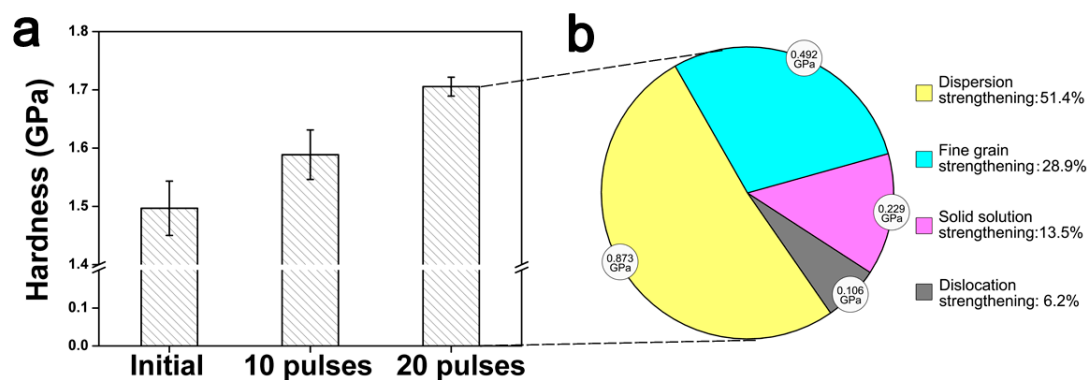 a
Hardness (GPa)
1.8
1.7
1.6
1.5
1.4
0.1
0.0
Initial
10 pulses
20 pulses
b
0.492
GPa
0.229
GPa
0.106
GPa
0.873
GPa
Dispersion
strengthening:51.4%
Fine grain
strengthening:28.9%
Solid solution
strengthening:13.5%
Dislocation
strengthening: 6.2%